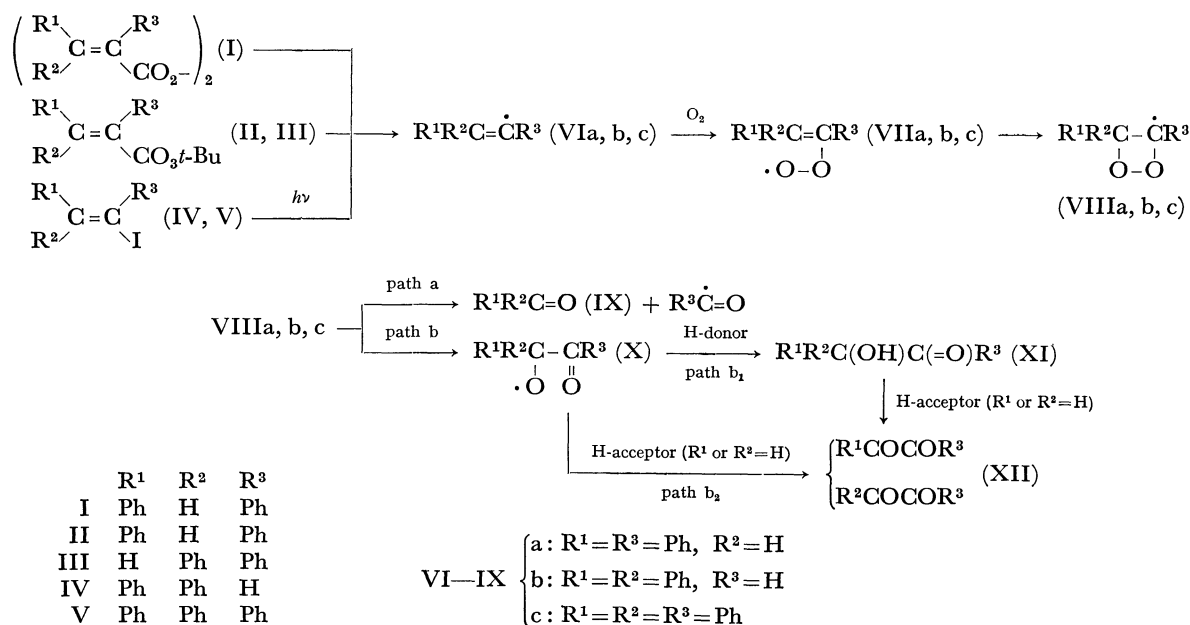 R¹ R³
C=C (I)
R² CO₂– ₂
R¹ R³
C=C (II, III) R¹R²C=ĊR³ (VIa, b, c) O₂ R¹R²C=CR³ (VIIa, b, c) R¹R²C–ĊR³
R² CO₃t-Bu ·O–O O–O
(VIIIa, b, c)
R¹ R³
C=C (IV, V) hν
R² I
path a R¹R²C=O (IX) + R³Ċ=O
VIIIa, b, c
path b R¹R²C–CR³ (X) H-donor R¹R²C(OH)C(=O)R³ (XI)
·O O path b₁
H-acceptor (R¹ or R²=H)
H-acceptor (R¹ or R²=H) R¹COCOR³
path b₂ R²COCOR³ (XII)
R¹ R² R³
I Ph H Ph
II Ph H Ph
III H Ph Ph
IV Ph Ph H
V Ph Ph Ph
VI—IX
a: R¹=R³=Ph, R²=H
b: R¹=R²=Ph, R³=H
c: R¹=R²=R³=Ph